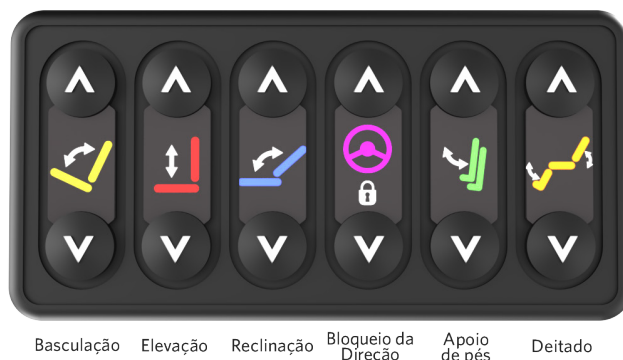 Basculação
Elevação
Reclinação
Bloqueio da
Direção
Apoio
de pés
Deitado